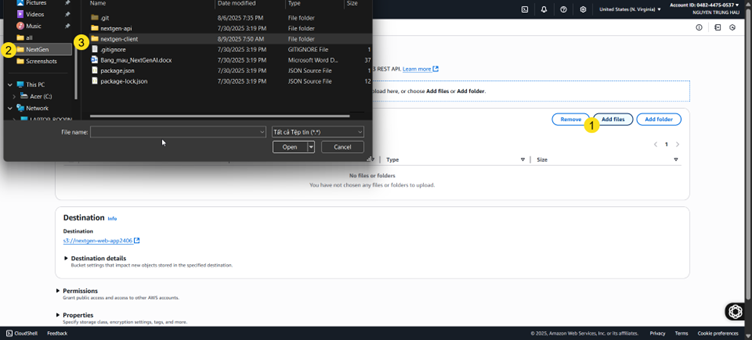 Pictures
Videos
Music
all
2 NextGen
Screenshots
This PC
Acer (C:)
Network
Name Date modified Type Size
.git 8/6/2025 7:35 PM File folder
nextgen-api 7/30/2025 3:19 PM File folder
3 nextgen-client 8/9/2025 7:50 AM File folder
.gitignore 7/30/2025 3:19 PM GITIGNORE File 1
Bang_mau_NextGenAI.docx 7/30/2025 3:19 PM Microsoft Word D... 37
package.json 7/30/2025 3:19 PM JSON Source File 1
package-lock.json 7/30/2025 3:19 PM JSON Source File 12
File name: Tất cả Tệp tin (*.*)
Open Cancel
United States (N. Virginia) Account ID: 0482-4475-0537
NGUYEN TRUNG HAU
REST API. Learn more
load here, or choose Add files or Add folder.
Remove 1 Add files Add folder
1
Type Size
No files or folders
You have not chosen any files or folders to upload.
Destination Info
Destination
s3://nextgen-web-app2406
Destination details
Bucket settings that impact new objects stored in the specified destination.
Permissions
Grant public access and access to other AWS accounts.
Properties
Specify storage class, encryption settings, tags, and more.
CloudShell Feedback © 2025, Amazon Web Services, Inc. or its affiliates. Privacy Terms Cookie preferences